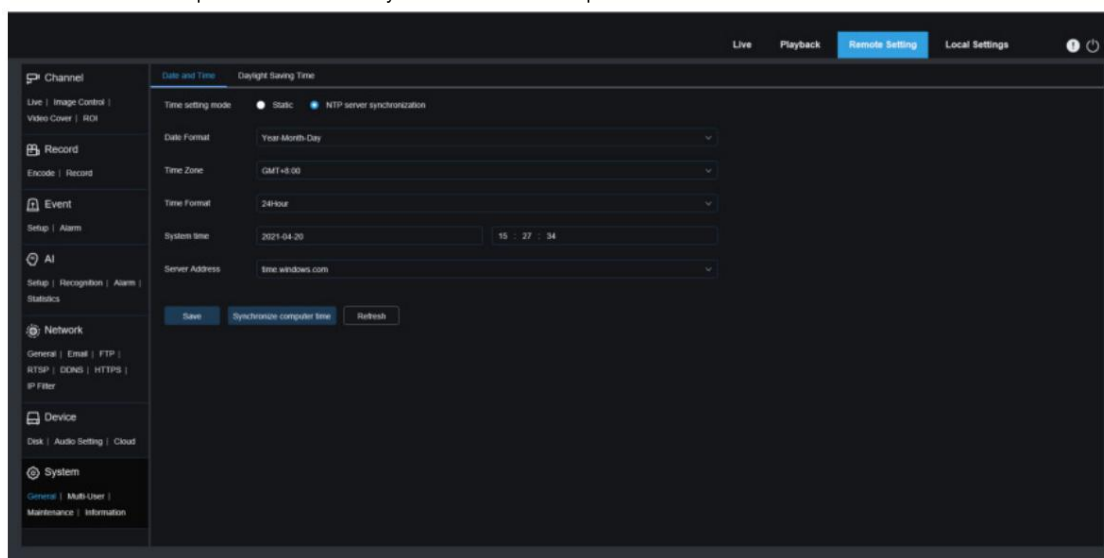 Live Playback Remote Setting Local Settings
Channel
Live | Image Control |
Video Cover | ROI
Record
Encode | Record
Event
Setup | Alarm
AI
Setup | Recognition | Alarm |
Statistics
Network
General | Email | FTP |
RTSP | DDNS | HTTPS |
IP Filter
Device
Disk | Audio Setting | Cloud
System
General | Multi-User |
Maintenance | Information
Date and Time Daylight Saving Time
Time setting mode Static NTP server synchronization
Date Format Year-Month-Day
Time Zone GMT+8:00
Time Format 24Hour
System time 2021-04-20 15 : 27 : 34
Server Address time.windows.com
Save Synchronize computer time Refresh